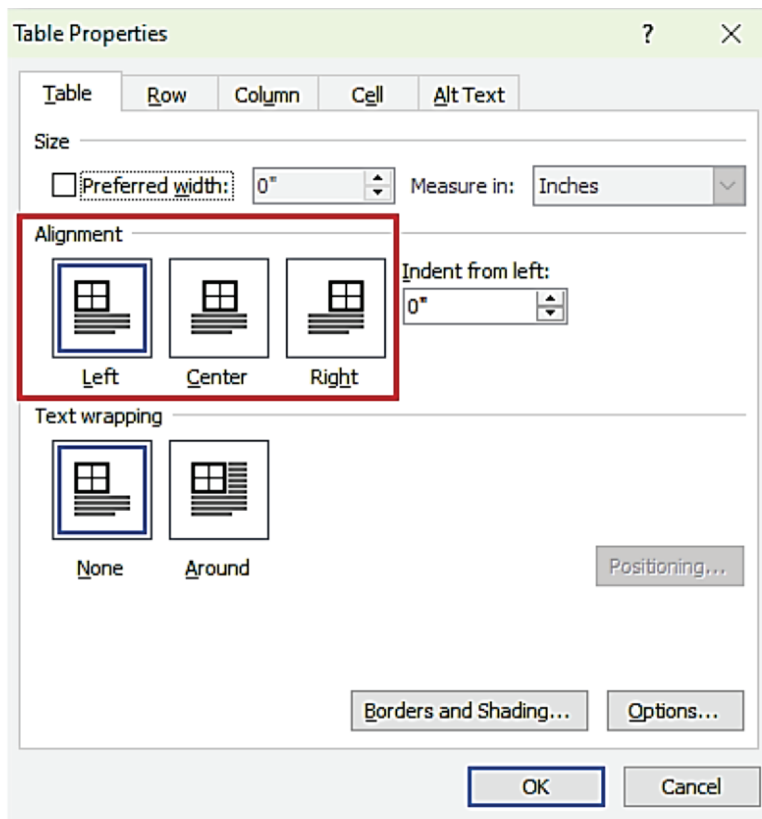 Table Properties ?
Table Row Column Cell Alt Text
Size
Preferred width: 0" Measure in: Inches
Alignment
Indent from left:
0"
Left Center Right
Text wrapping
None Around
Positioning...
Borders and Shading... Options...
OK Cancel